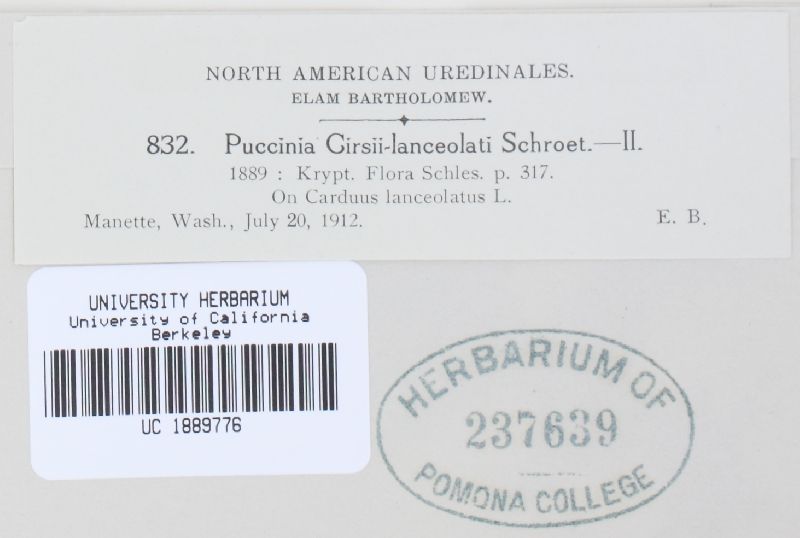 NORTH AMERICAN UREDINALES.
ELAM BARTHOLOMEW.
832. Puccinia Cirsii-lanceolati Schroet.—II.
1889 : Krypt. Flora Schles. p. 317.
On Carduus lanceolatus L.
Manette, Wash., July 20, 1912. E. B.
UNIVERSITY HERBARIUM
University of California
Berkeley
UC 1889776
HERBARIUM OF
237639
POMONA COLLEGE